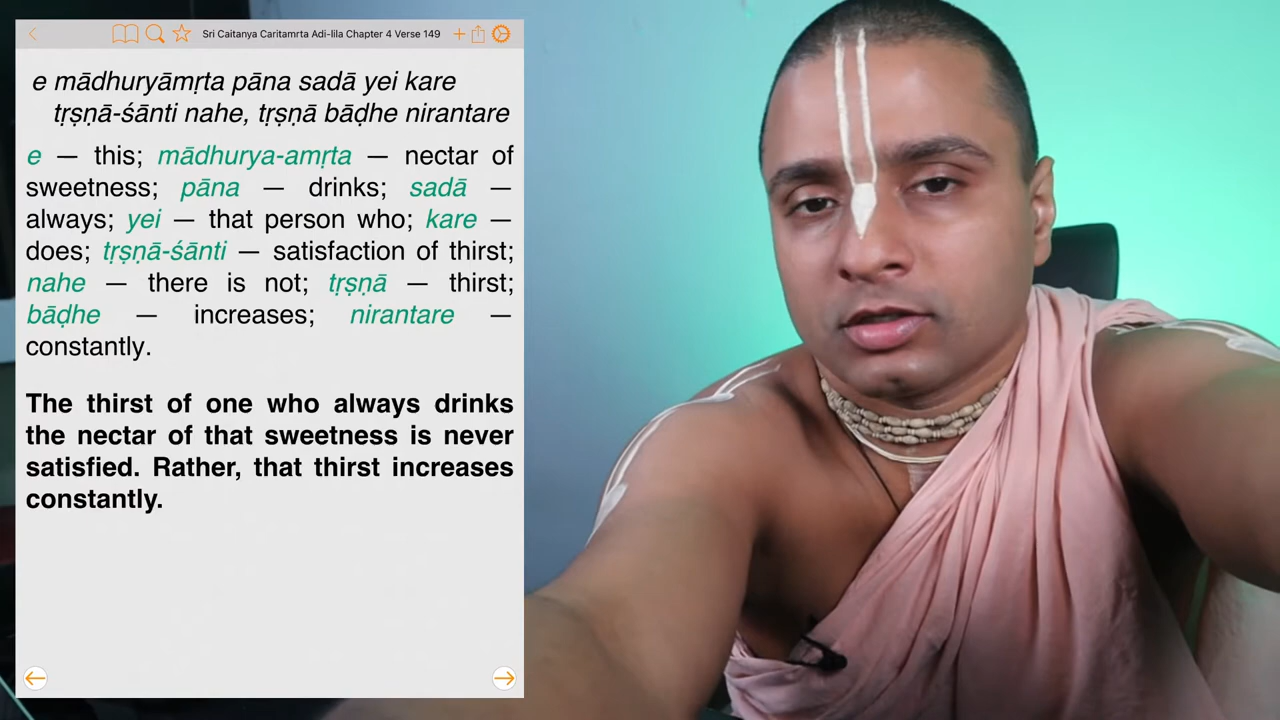 Sri Caitanya Caritamrta Adi-lila Chapter 4 Verse 149
e mādhuryāmṛta pāna sadā yei kare
tṛṣṇā-śānti nahe, tṛṣṇā bāḍhe nirantare
e — this; mādhurya-amṛta — nectar of
sweetness; pāna — drinks; sadā —
always; yei — that person who; kare —
does; tṛṣṇā-śānti — satisfaction of thirst;
nahe — there is not; tṛṣṇā — thirst;
bāḍhe — increases; nirantare —
constantly.
The thirst of one who always drinks
the nectar of that sweetness is never
satisfied. Rather, that thirst increases
constantly.